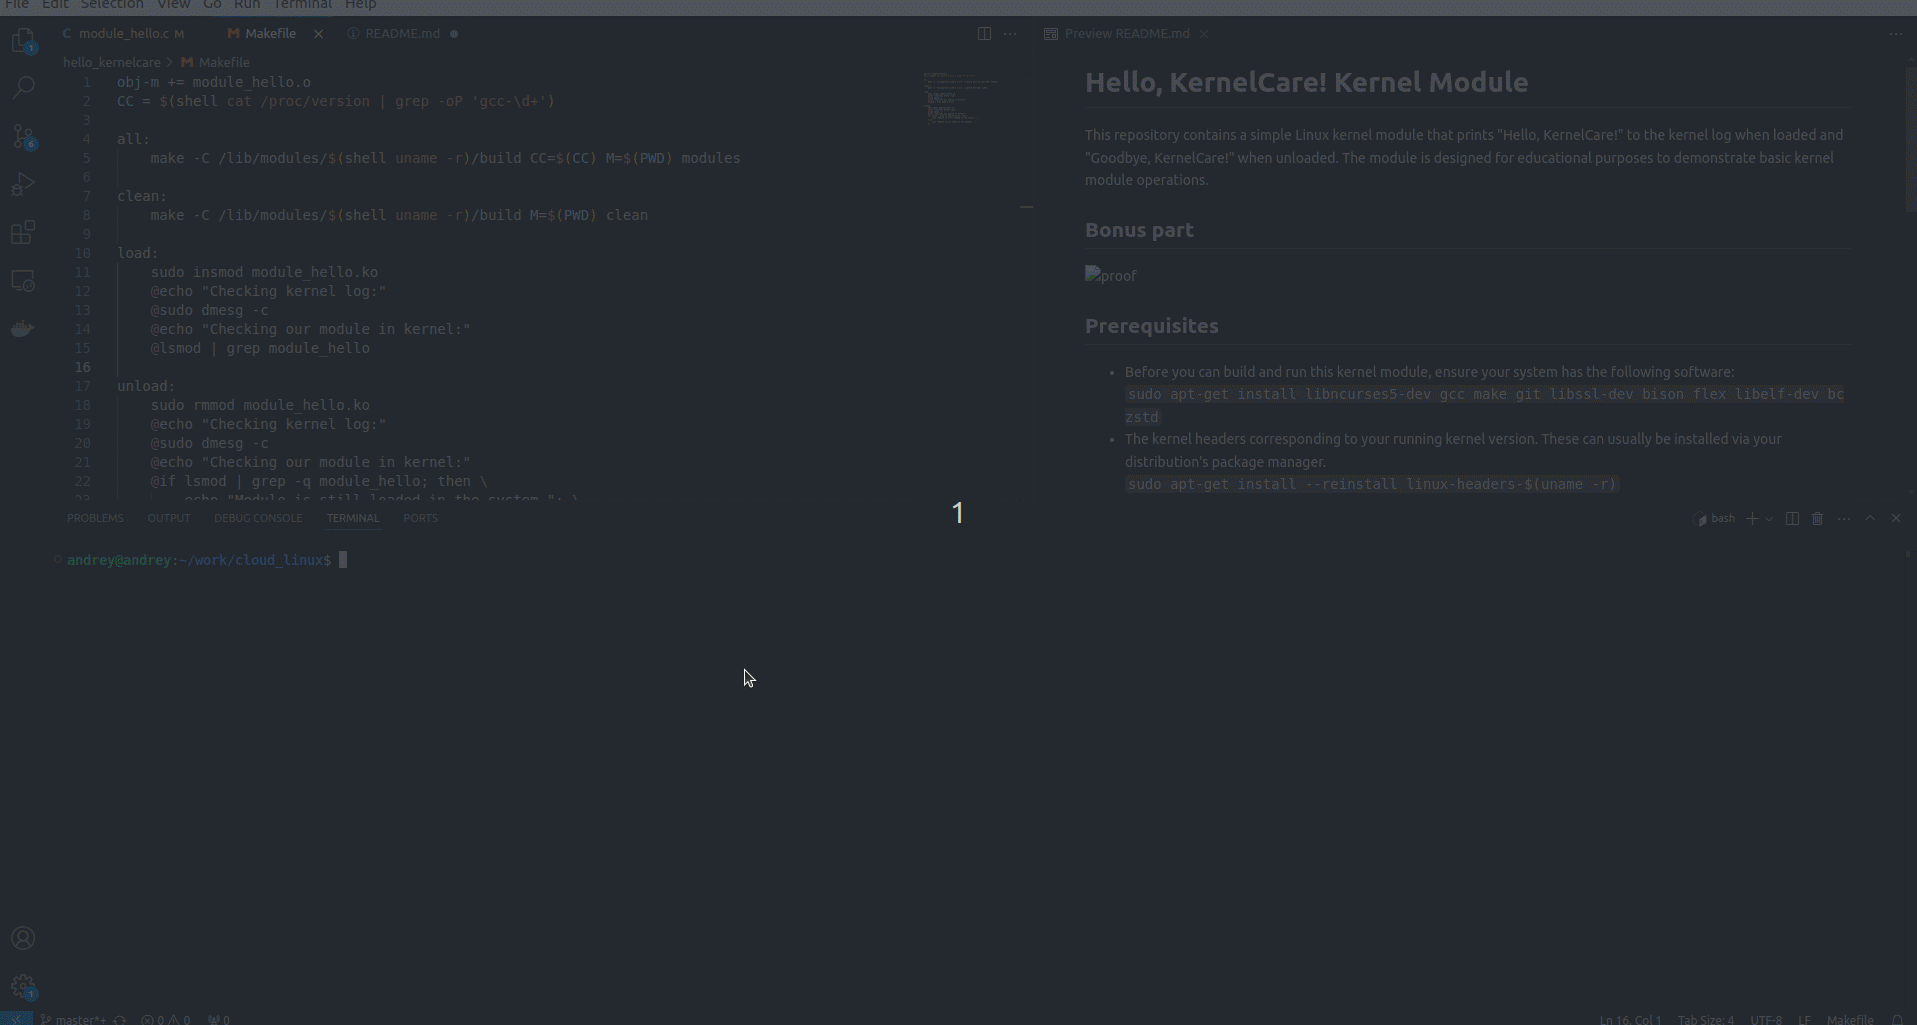 File Edit Selection View Go Run Terminal Help
module_hello.c M
Makefile
README.md
Preview README.md
hello_kernelcare > Makefile
1 obj-m += module_hello.o
2 CC = $(shell cat /proc/version | grep -oP 'gcc-\d+')
3
4 all:
5 make -C /lib/modules/$(shell uname -r)/build CC=$(CC) M=$(PWD) modules
6
7 clean:
8 make -C /lib/modules/$(shell uname -r)/build M=$(PWD) clean
9
10 load:
11 sudo insmod module_hello.ko
12 @echo "Checking kernel log:"
13 @sudo dmesg -c
14 @echo "Checking our module in kernel:"
15 @lsmod | grep module_hello
16
17 unload:
18 sudo rmmod module_hello.ko
19 @echo "Checking kernel log:"
20 @sudo dmesg -c
21 @echo "Checking our module in kernel:"
22 @if lsmod | grep -q module_hello; then \
23 echo "Module is still loaded in the system."; \
Hello, KernelCare! Kernel Module
This repository contains a simple Linux kernel module that prints "Hello, KernelCare!" to the kernel log when loaded and
"Goodbye, KernelCare!" when unloaded. The module is designed for educational purposes to demonstrate basic kernel
module operations.
Bonus part
proof
Prerequisites
• Before you can build and run this kernel module, ensure your system has the following software:
sudo apt-get install libncurses5-dev gcc make git libssl-dev bison flex libelf-dev bc
zstd
• The kernel headers corresponding to your running kernel version. These can usually be installed via your
distribution's package manager.
sudo apt-get install --reinstall linux-headers-$(uname -r)
1
PROBLEMS OUTPUT DEBUG CONSOLE TERMINAL PORTS
bash
andrey@andrey:~/work/cloud_linux$
1
6
1
master*+ 0 0 0
Ln 16, Col 1 Tab Size: 4 UTF-8 LF Makefile